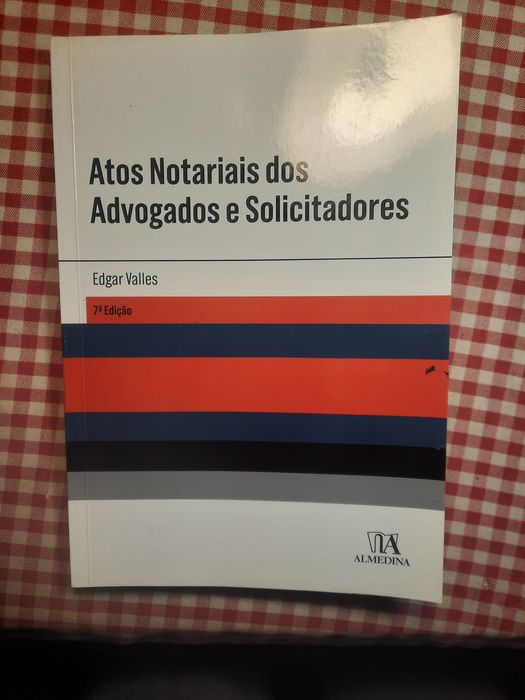 Atos Notariais dos
Advogados e Solicitadores
Edgar Valles
7ª Edição
ALMEDINA